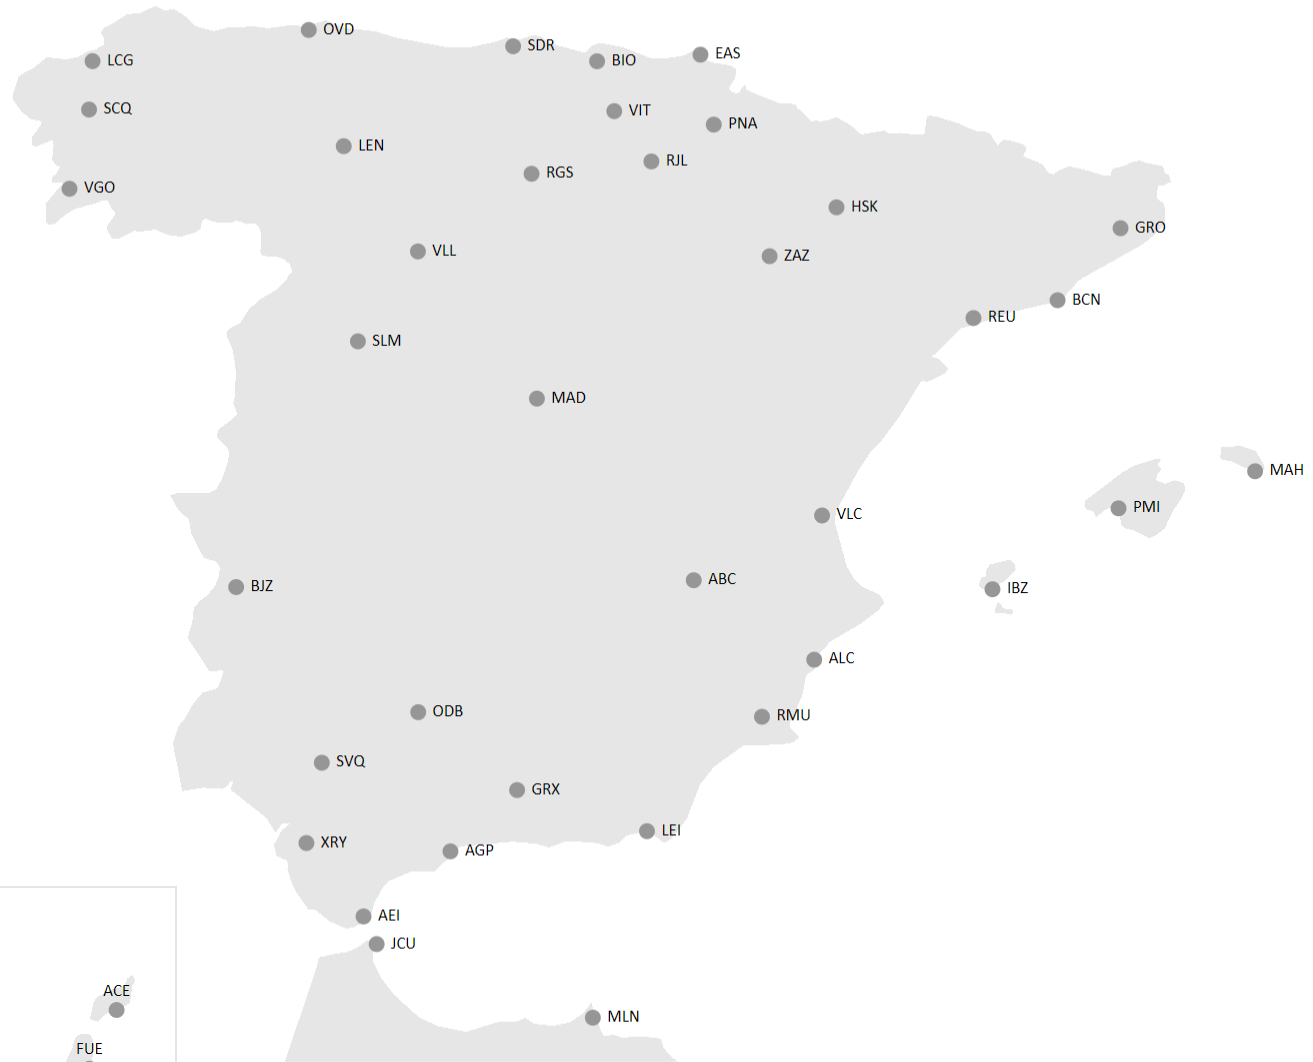 OVD
SDR
EAS
LCG
BIO
SCQ
VIT
PNA
LEN
RJL
RGS
VGO
HSK
GRO
VLL
ZAZ
BCN
REU
SLM
MAD
MAH
PMI
VLC
ABC
BJZ
IBZ
ALC
ODB
RMU
SVQ
GRX
LEI
XRY
AGP
AEI
JCU
ACE
MLN
FUE